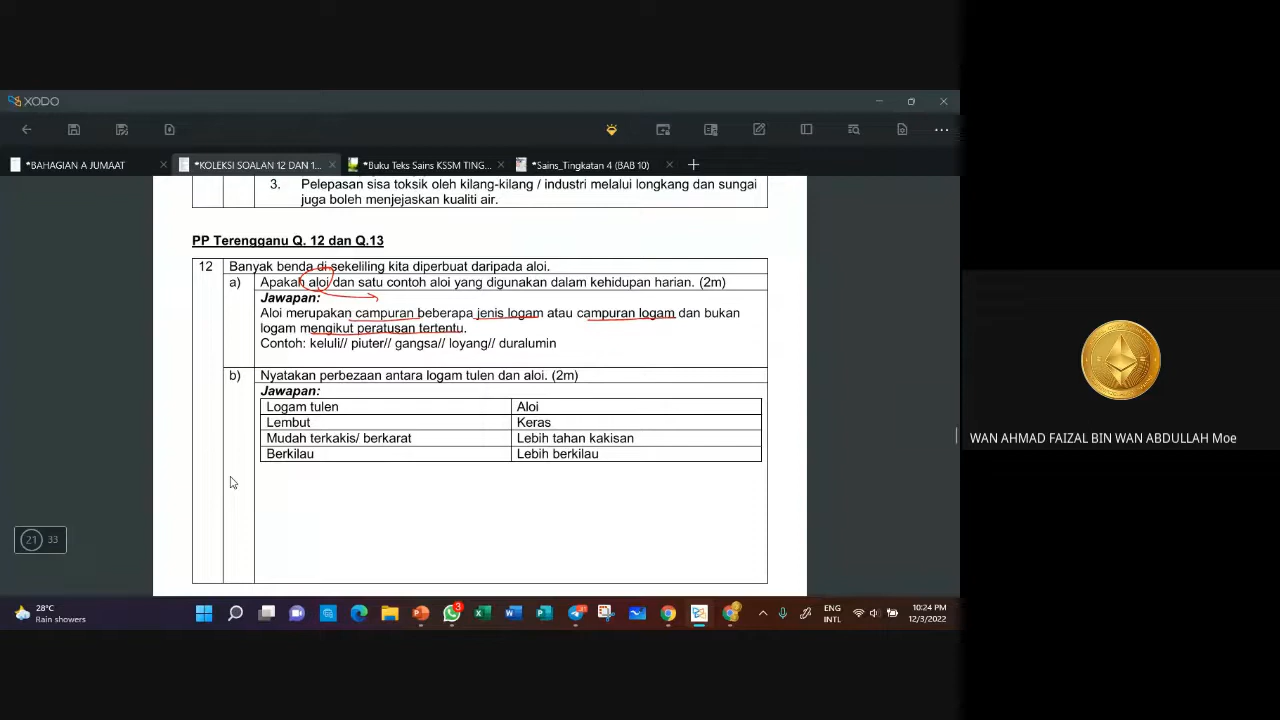 XODO
*BAHAGIAN A JUMAAT
*KOLEKSI SOALAN 12 DAN 1...
*Buku Teks Sains KSSM TING...
*Sains_Tingkatan 4 (BAB 10)
3. Pelepasan sisa toksik oleh kilang-kilang / industri melalui longkang dan sungai
juga boleh menjejaskan kualiti air.
PP Terengganu Q. 12 dan Q.13
12 Banyak benda di sekeliling kita diperbuat daripada aloi.
a) Apakah aloi dan satu contoh aloi yang digunakan dalam kehidupan harian. (2m)
Jawapan:
Aloi merupakan campuran beberapa jenis logam atau campuran logam dan bukan
logam mengikut peratusan tertentu.
Contoh: keluli// piuter// gangsa// loyang// duralumin
b) Nyatakan perbezaan antara logam tulen dan aloi. (2m)
Jawapan:
Logam tulen Aloi
Lembut Keras
Mudah terkakis/ berkarat Lebih tahan kakisan
Berkilau Lebih berkilau
21 33
WAN AHMAD FAIZAL BIN WAN ABDULLAH Moe
28°C
Rain showers
3
ENG
INTL
10:24 PM
12/3/2022